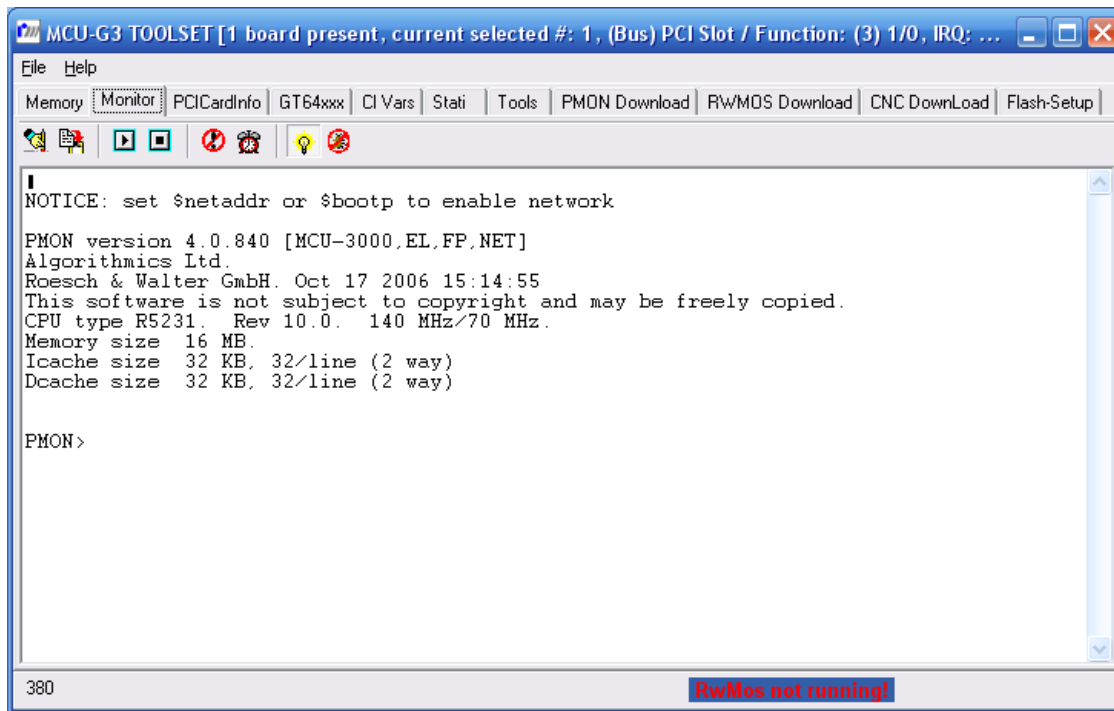 MCU-G3 TOOLSET [1 board present, current selected #: 1, (Bus) PCI Slot / Function: (3) 1/0, IRQ: ...
File Help
Memory Monitor PCICardInfo GT64xxx CI Vars Stati Tools PMON Download RWMOS Download CNC DownLoad Flash-Setup
NOTICE: set $netaddr or $bootp to enable network
PMON version 4.0.840 [MCU-3000,EL,FP,NET]
Algorithmics Ltd.
Roesch & Walter GmbH. Oct 17 2006 15:14:55
This software is not subject to copyright and may be freely copied.
CPU type R5231. Rev 10.0. 140 MHz/70 MHz.
Memory size 16 MB.
Icache size 32 KB, 32/line (2 way)
Dcache size 32 KB, 32/line (2 way)
PMON>
380
RwMos not running!